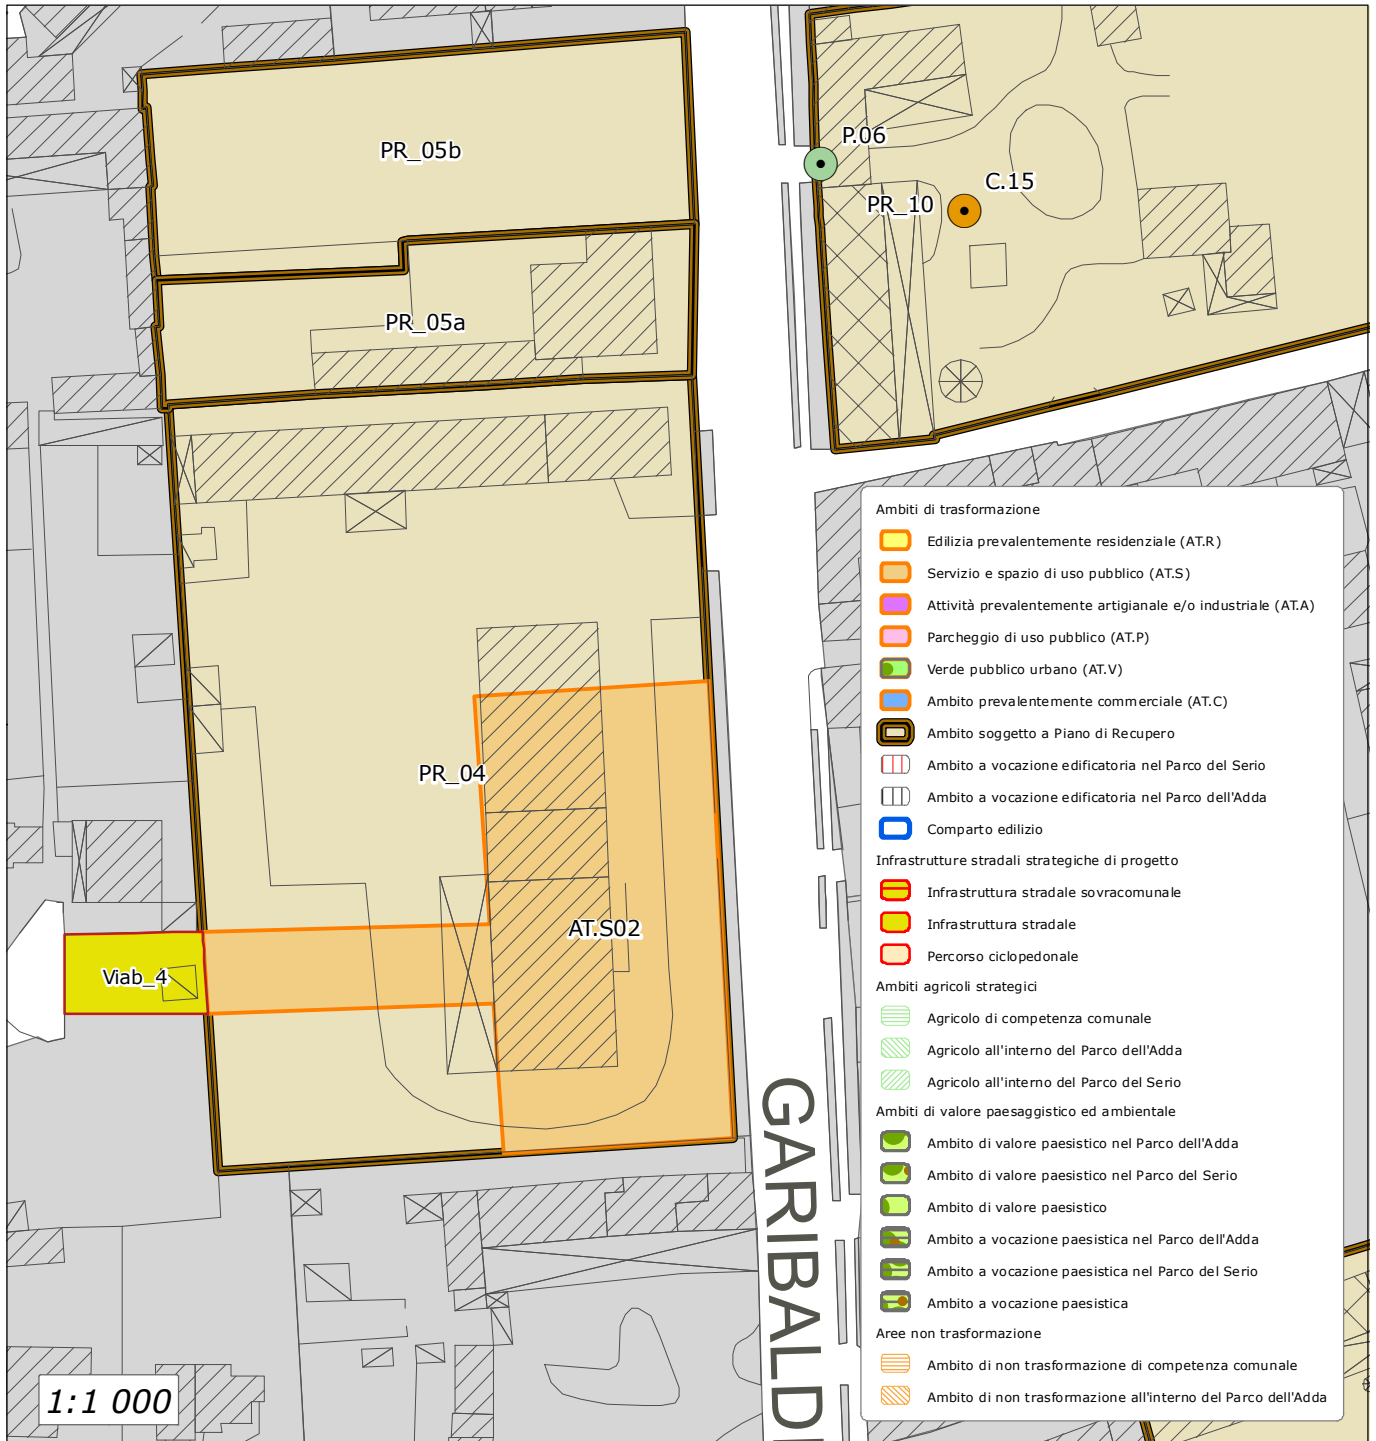 PR_05b
P.06
C.15
PR_10
PR_05a
PR_04
AT.S02
Viab_4
GARIBALDI
1:1 000
Ambiti di trasformazione
Edilizia prevalentemente residenziale (AT.R)
Servizio e spazio di uso pubblico (AT.S)
Attività prevalentemente artigianale e/o industriale (AT.A)
Parcheggio di uso pubblico (AT.P)
Verde pubblico urbano (AT.V)
Ambito prevalentemente commerciale (AT.C)
Ambito soggetto a Piano di Recupero
Ambito a vocazione edificatoria nel Parco del Serio
Ambito a vocazione edificatoria nel Parco dell'Adda
Comparto edilizio
Infrastrutture stradali strategiche di progetto
Infrastruttura stradale sovracomunale
Infrastruttura stradale
Percorso ciclopedonale
Ambiti agricoli strategici
Agricolo di competenza comunale
Agricolo all'interno del Parco dell'Adda
Agricolo all'interno del Parco del Serio
Ambiti di valore paesaggistico ed ambientale
Ambito di valore paesistico nel Parco dell'Adda
Ambito di valore paesistico nel Parco del Serio
Ambito di valore paesistico
Ambito a vocazione paesistica nel Parco dell'Adda
Ambito a vocazione paesistica nel Parco del Serio
Ambito a vocazione paesistica
Aree non trasformazione
Ambito di non trasformazione di competenza comunale
Ambito di non trasformazione all'interno del Parco dell'Adda